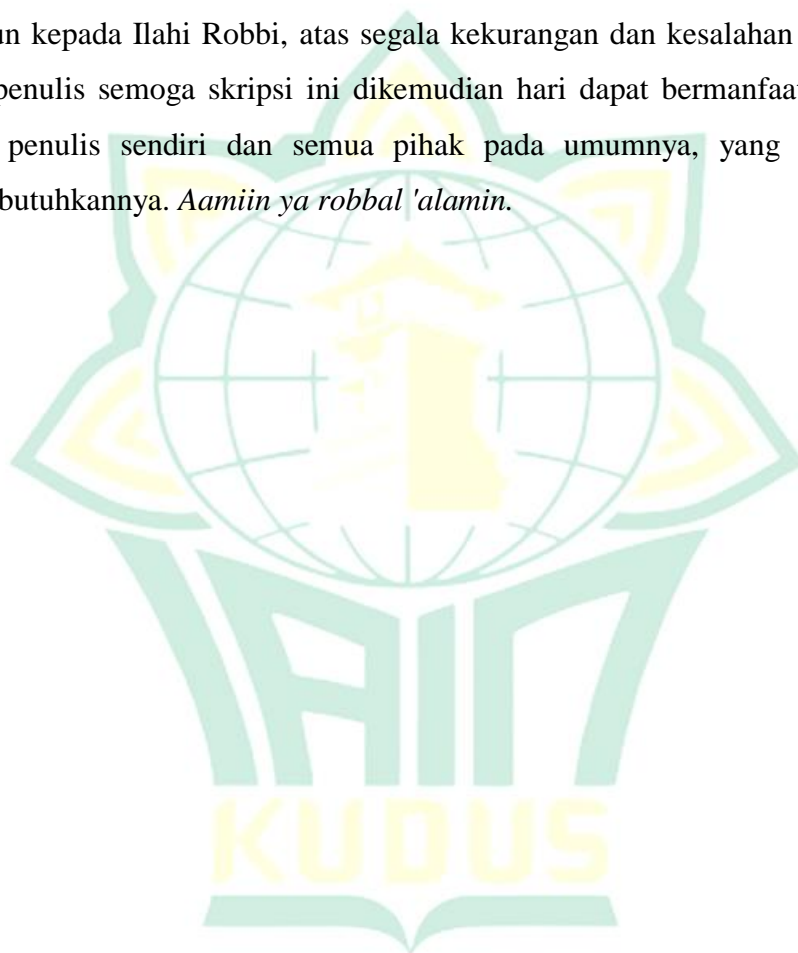 un kepada Ilahi Robbi, atas segala kekurangan dan kesalahan
penulis semoga skripsi ini dikemudian hari dapat bermanfaat
penulis sendiri dan semua pihak pada umumnya, yang
butuhkannya. Aamiin ya robbal 'alamin.
IAIN
KUDUS